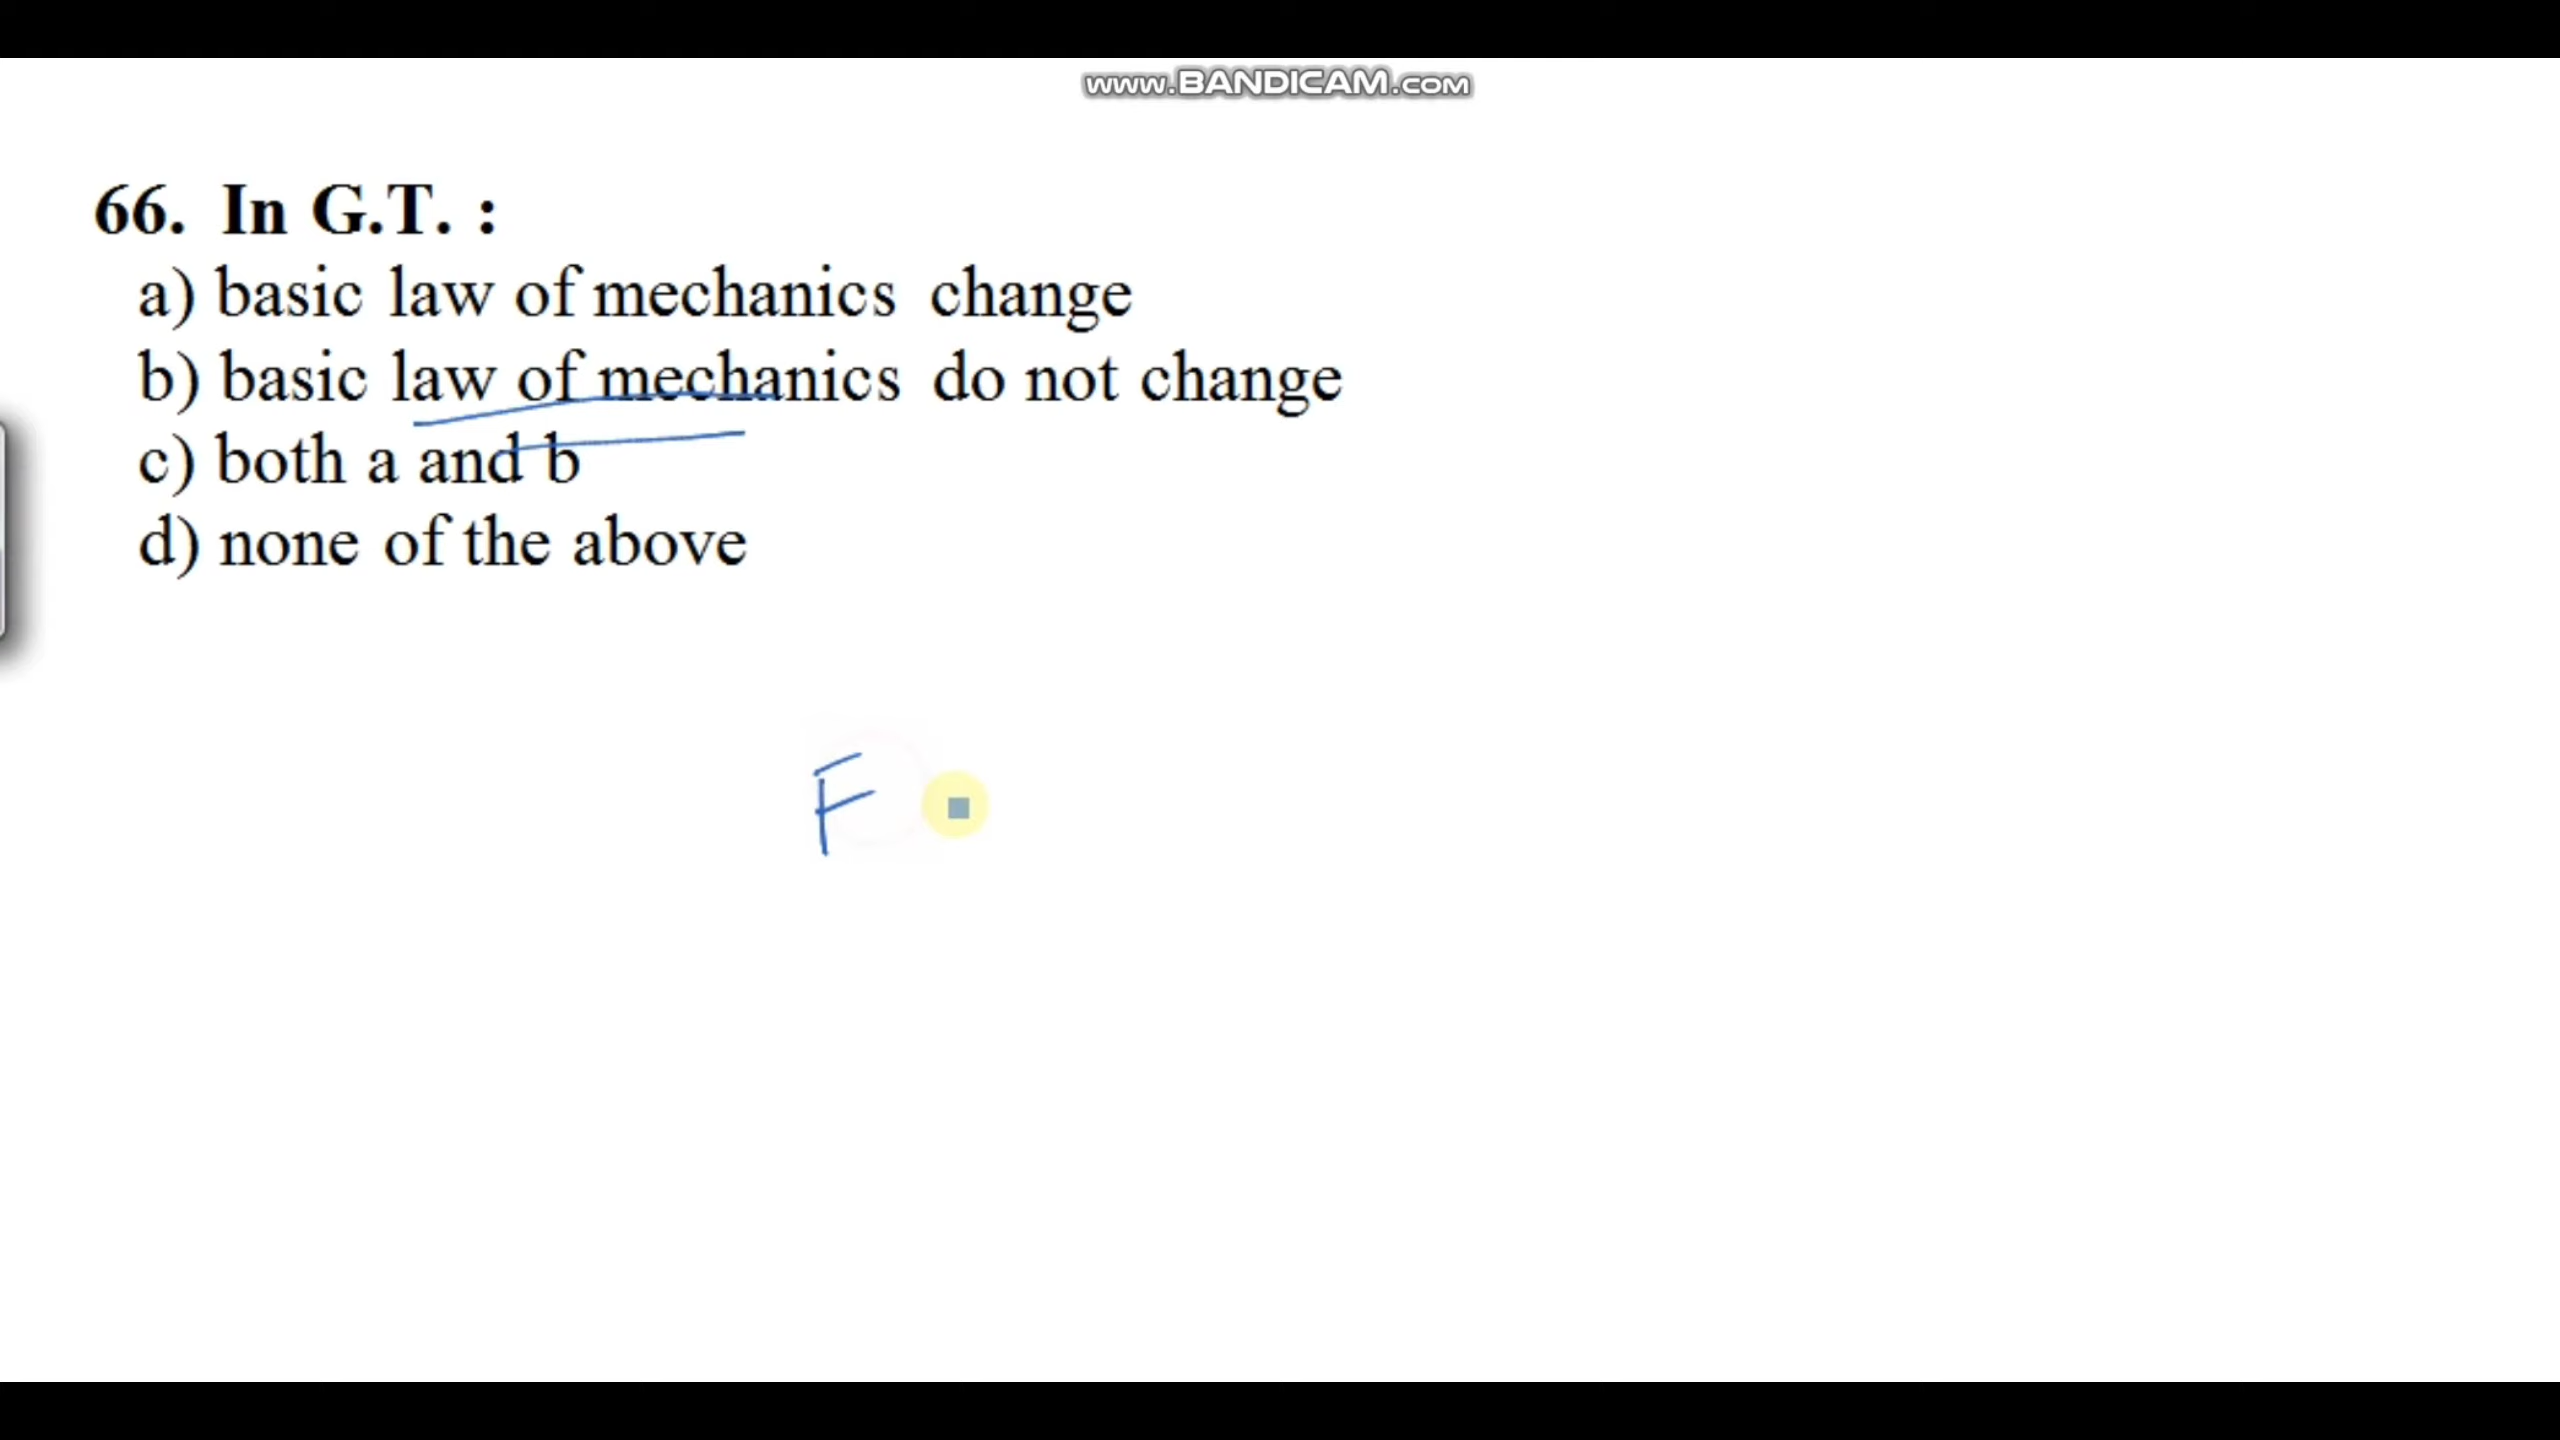 www.BANDICAM.com
66. In G.T. :
a) basic law of mechanics change
b) basic law of mechanics do not change
c) both a and b
d) none of the above
F